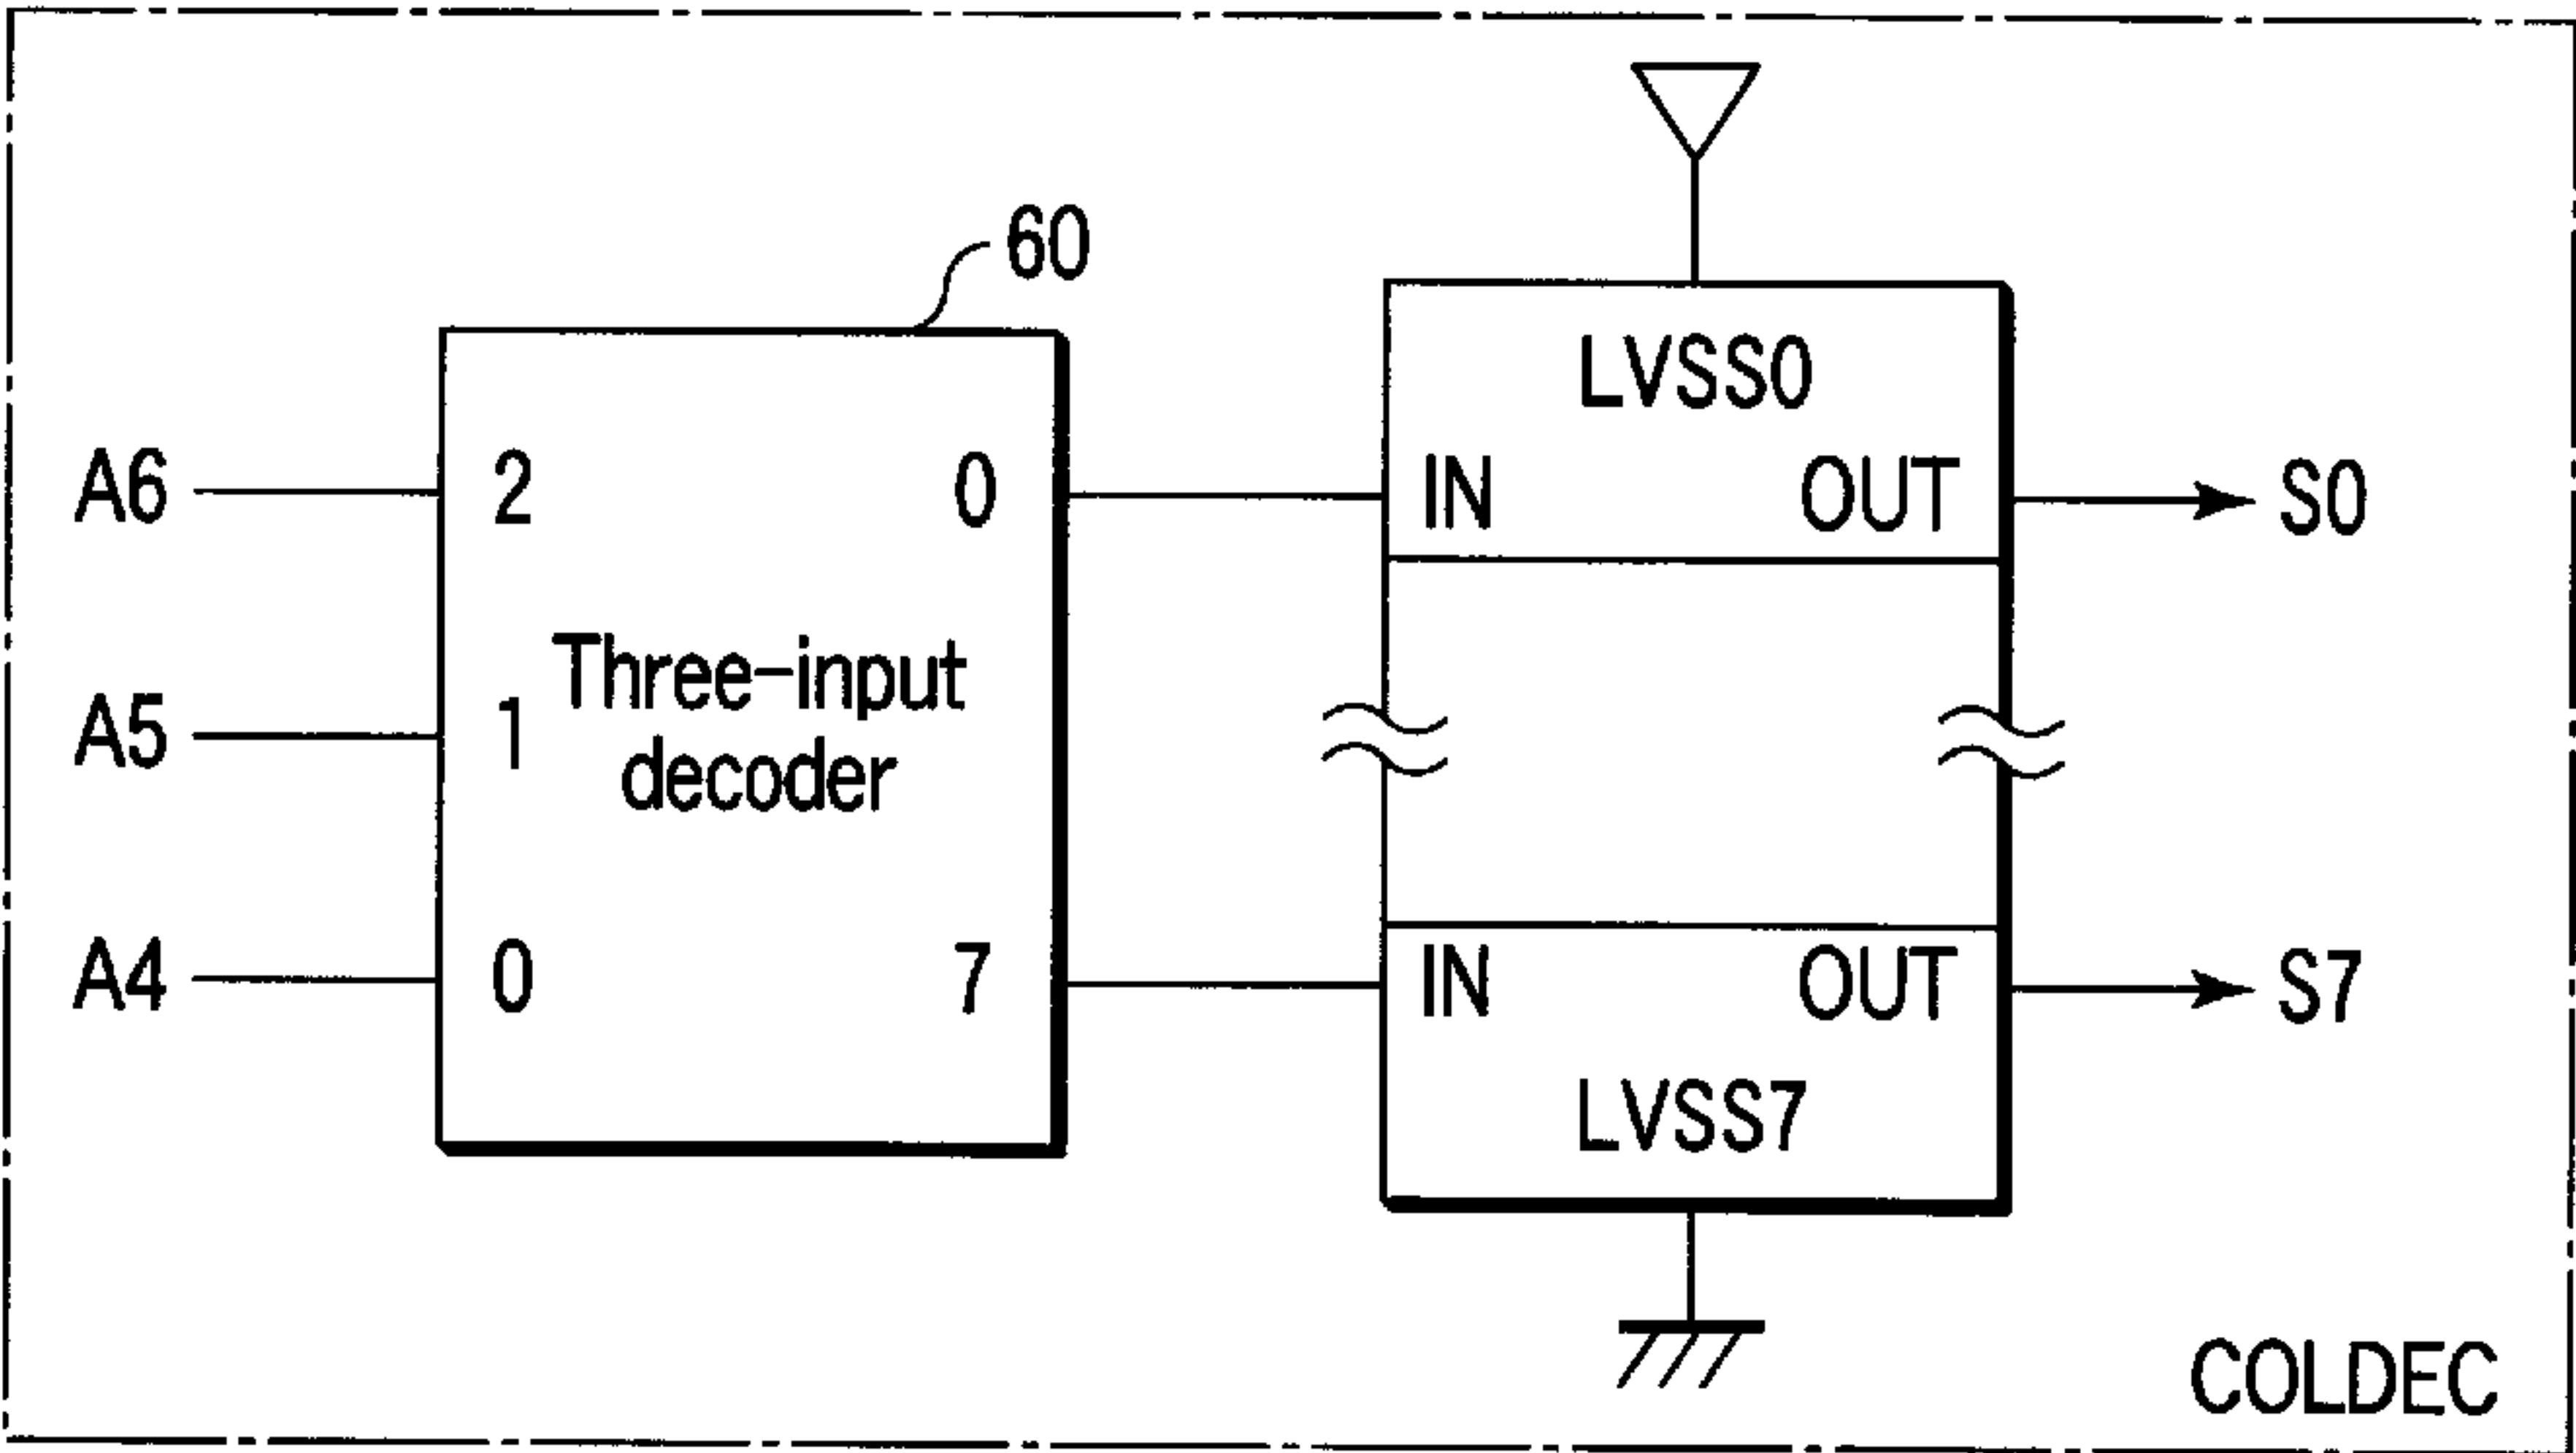 60
LVSS0
A6
2
0
IN
OUT
S0
Three-input
decoder
A5
1
A4
0
7
IN
OUT
S7
LVSS7
COLDEC